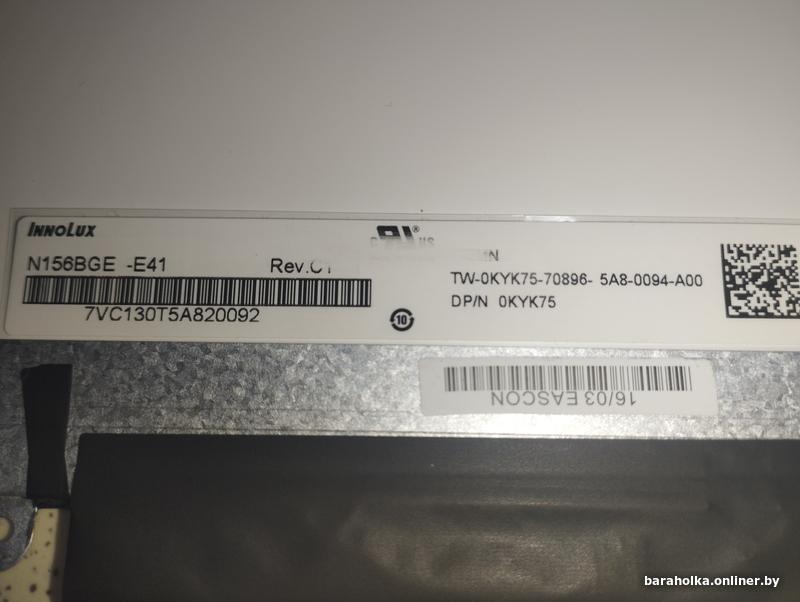 INNOLUX
N156BGE -E41 Rev.C1
7VC130T5A820092
10
TW-0KYK75-70896- 5A8-0094-A00
DP/N 0KYK75
16/03 EASCON
baraholka.onliner.by